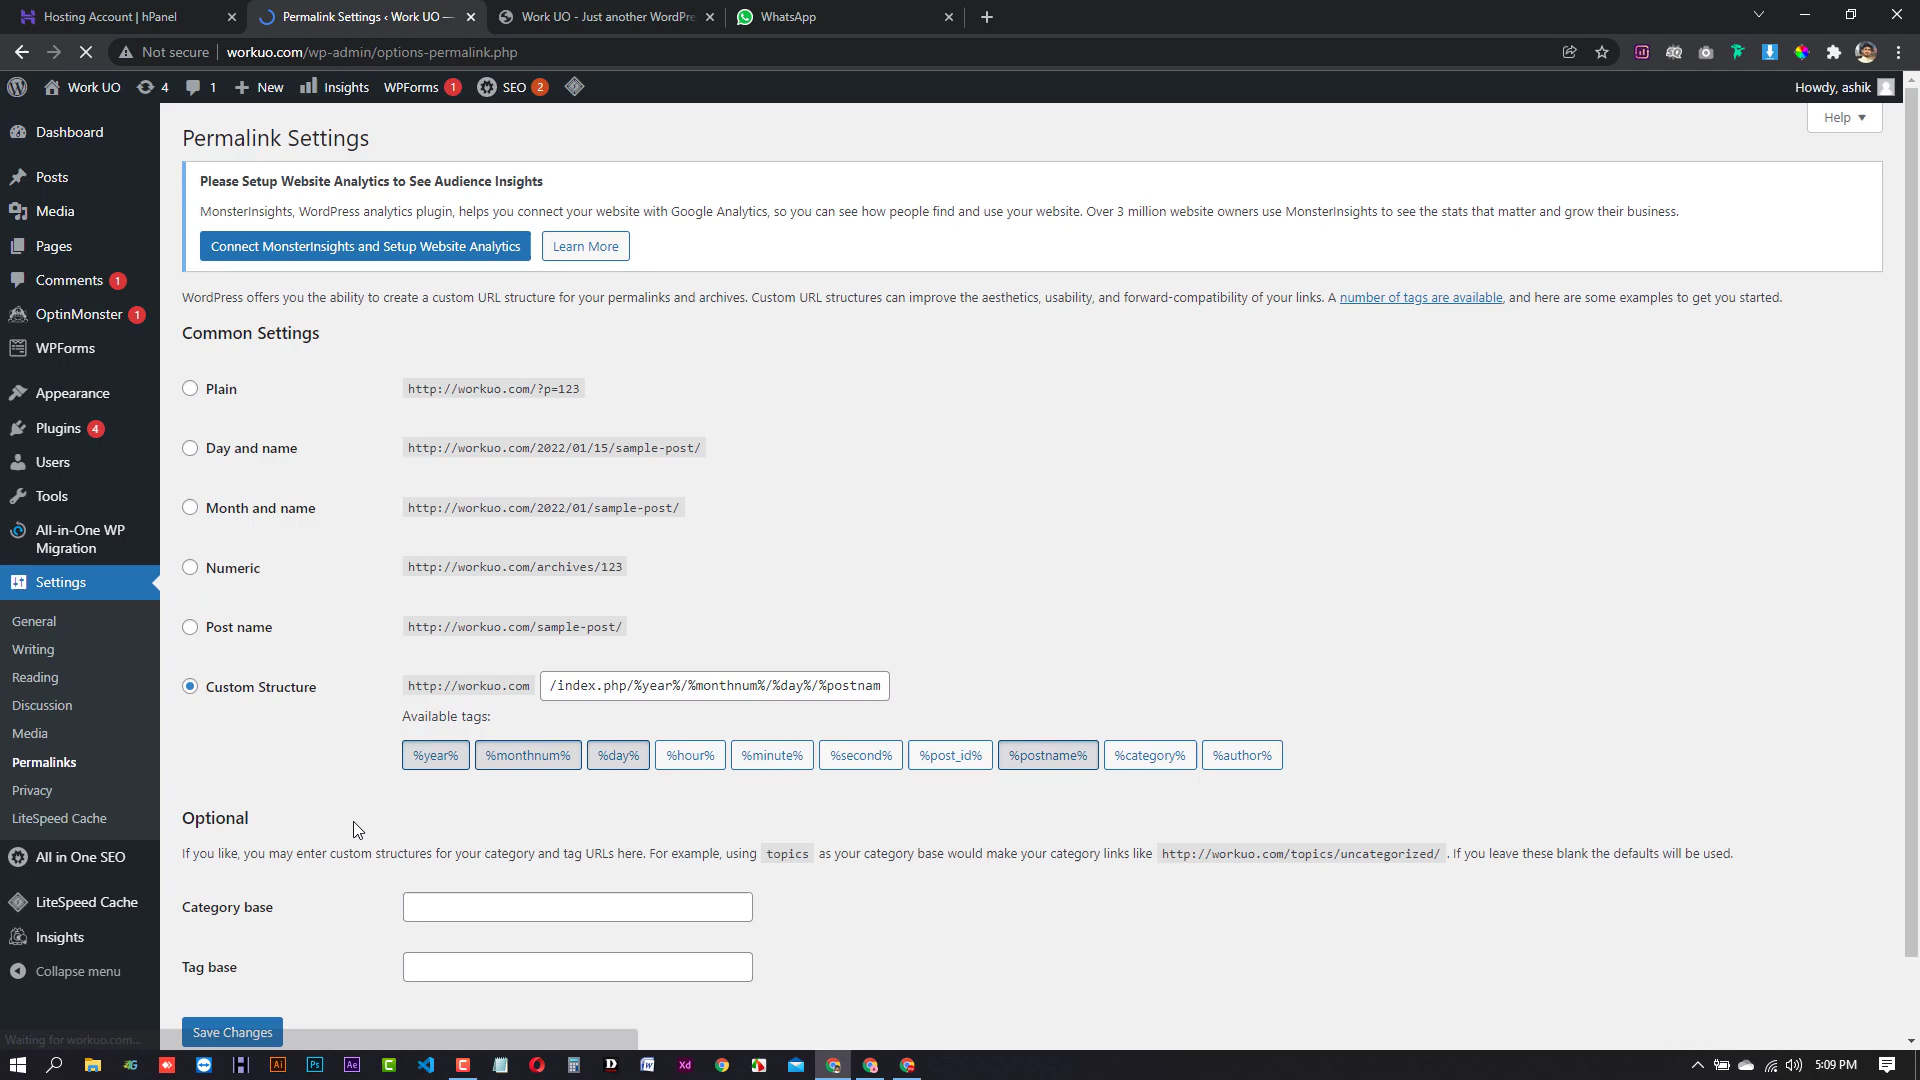 Hosting Account | hPanel
Permalink Settings ‹ Work UO —
Work UO - Just another WordPre
WhatsApp
Not secure
workuo.com/wp-admin/options-permalink.php
Work UO
4
1
New
Insights
WPForms 1
SEO 2
Howdy, ashik
Dashboard
Posts
Media
Pages
Comments 1
OptinMonster 1
WPForms
Appearance
Plugins 4
Users
Tools
All-in-One WP
Migration
Settings
General
Writing
Reading
Discussion
Media
Permalinks
Privacy
LiteSpeed Cache
All in One SEO
LiteSpeed Cache
Insights
Collapse menu
Waiting for workuo.com...
Help
Permalink Settings
Please Setup Website Analytics to See Audience Insights
MonsterInsights, WordPress analytics plugin, helps you connect your website with Google Analytics, so you can see how people find and use your website. Over 3 million website owners use MonsterInsights to see the stats that matter and grow their business.
Connect MonsterInsights and Setup Website Analytics
Learn More
WordPress offers you the ability to create a custom URL structure for your permalinks and archives. Custom URL structures can improve the aesthetics, usability, and forward-compatibility of your links. A number of tags are available, and here are some examples to get you started.
Common Settings
Plain http://workuo.com/?p=123
Day and name http://workuo.com/2022/01/15/sample-post/
Month and name http://workuo.com/2022/01/sample-post/
Numeric http://workuo.com/archives/123
Post name http://workuo.com/sample-post/
Custom Structure http://workuo.com /index.php/%year%/%monthnum%/%day%/%postnam
Available tags:
%year% %monthnum% %day% %hour% %minute% %second% %post_id% %postname% %category% %author%
Optional
If you like, you may enter custom structures for your category and tag URLs here. For example, using topics as your category base would make your category links like http://workuo.com/topics/uncategorized/ . If you leave these blank the defaults will be used.
Category base
Tag base
Save Changes
Ai
Ps
Ae
Xd
5:09 PM